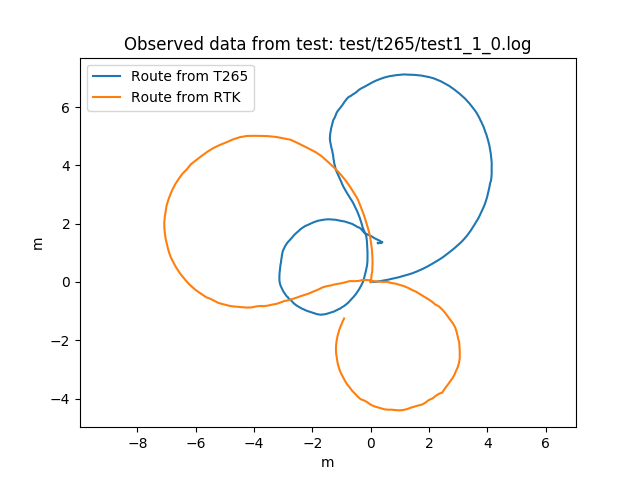 Observed data from test: test/t265/test1_1_0.log
Route from T265
Route from RTK
6
4
2
0
−2
−4
m
−8
−6
−4
−2
0
2
4
6
m